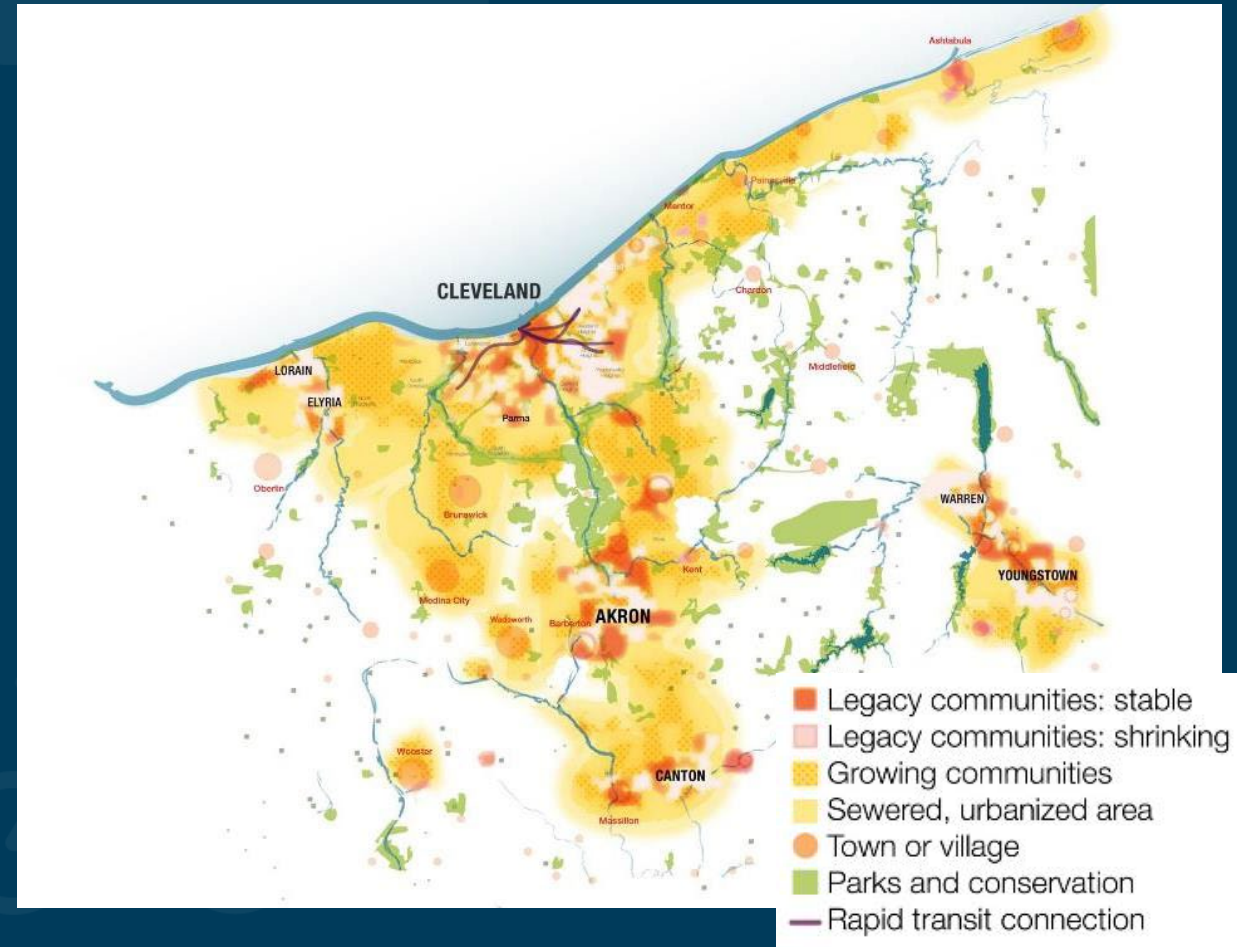 Ashtabula
Painesville
Mentor
Chardon
CLEVELAND
LORAIN
ELYRIA
Parma
Middlefield
Oberlin
Brunswick
WARREN
YOUNGSTOWN
Kent
Medina City
Wadsworth
Barberton
AKRON
Wooster
CANTON
Massillon
Legacy communities: stable
Legacy communities: shrinking
Growing communities
Sewered, urbanized area
Town or village
Parks and conservation
Rapid transit connection